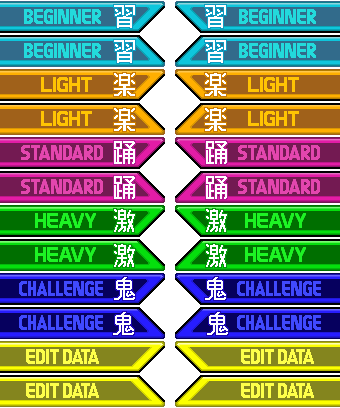 BEGINNER 習 習 BEGINNER
BEGINNER 習 習 BEGINNER
LIGHT 楽 楽 LIGHT
LIGHT 楽 楽 LIGHT
STANDARD 踊 踊 STANDARD
STANDARD 踊 踊 STANDARD
HEAVY 激 激 HEAVY
HEAVY 激 激 HEAVY
CHALLENGE 鬼 鬼 CHALLENGE
CHALLENGE 鬼 鬼 CHALLENGE
EDIT DATA EDIT DATA
EDIT DATA EDIT DATA